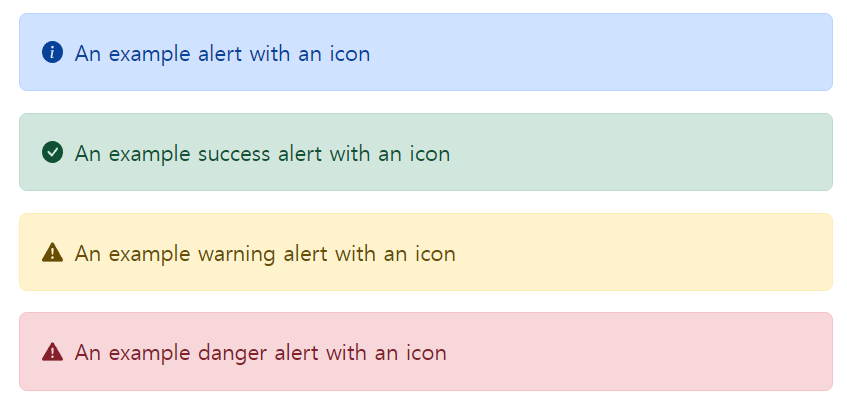 An example alert with an icon
An example success alert with an icon
An example warning alert with an icon
An example danger alert with an icon